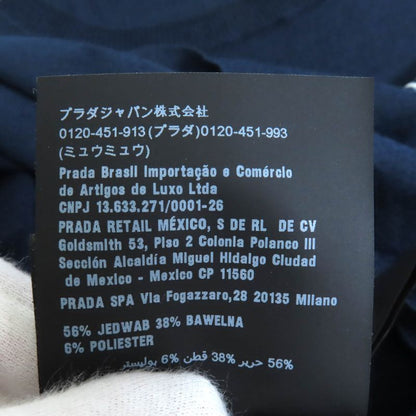 プラダジャパン株式会社
0120-451-913(プラダ)0120-451-993
(ミュウミュウ)
Prada Brasil Importação e Comércio
de Artigos de Luxo Ltda
CNPJ 13.633.271/0001-26
PRADA RETAIL MÉXICO, S DE RL DE CV
Goldsmith 53, Piso 2 Colonia Polanco III
Sección Alcaldía Miguel Hidalgo Ciudad
de Mexico - Mexico CP 11560
PRADA SPA Via Fogazzaro,28 20135 Milano
56% JEDWAB 38% BAWELNA
6% POLIESTER
56% حرير 38% قطن 6% بوليستر